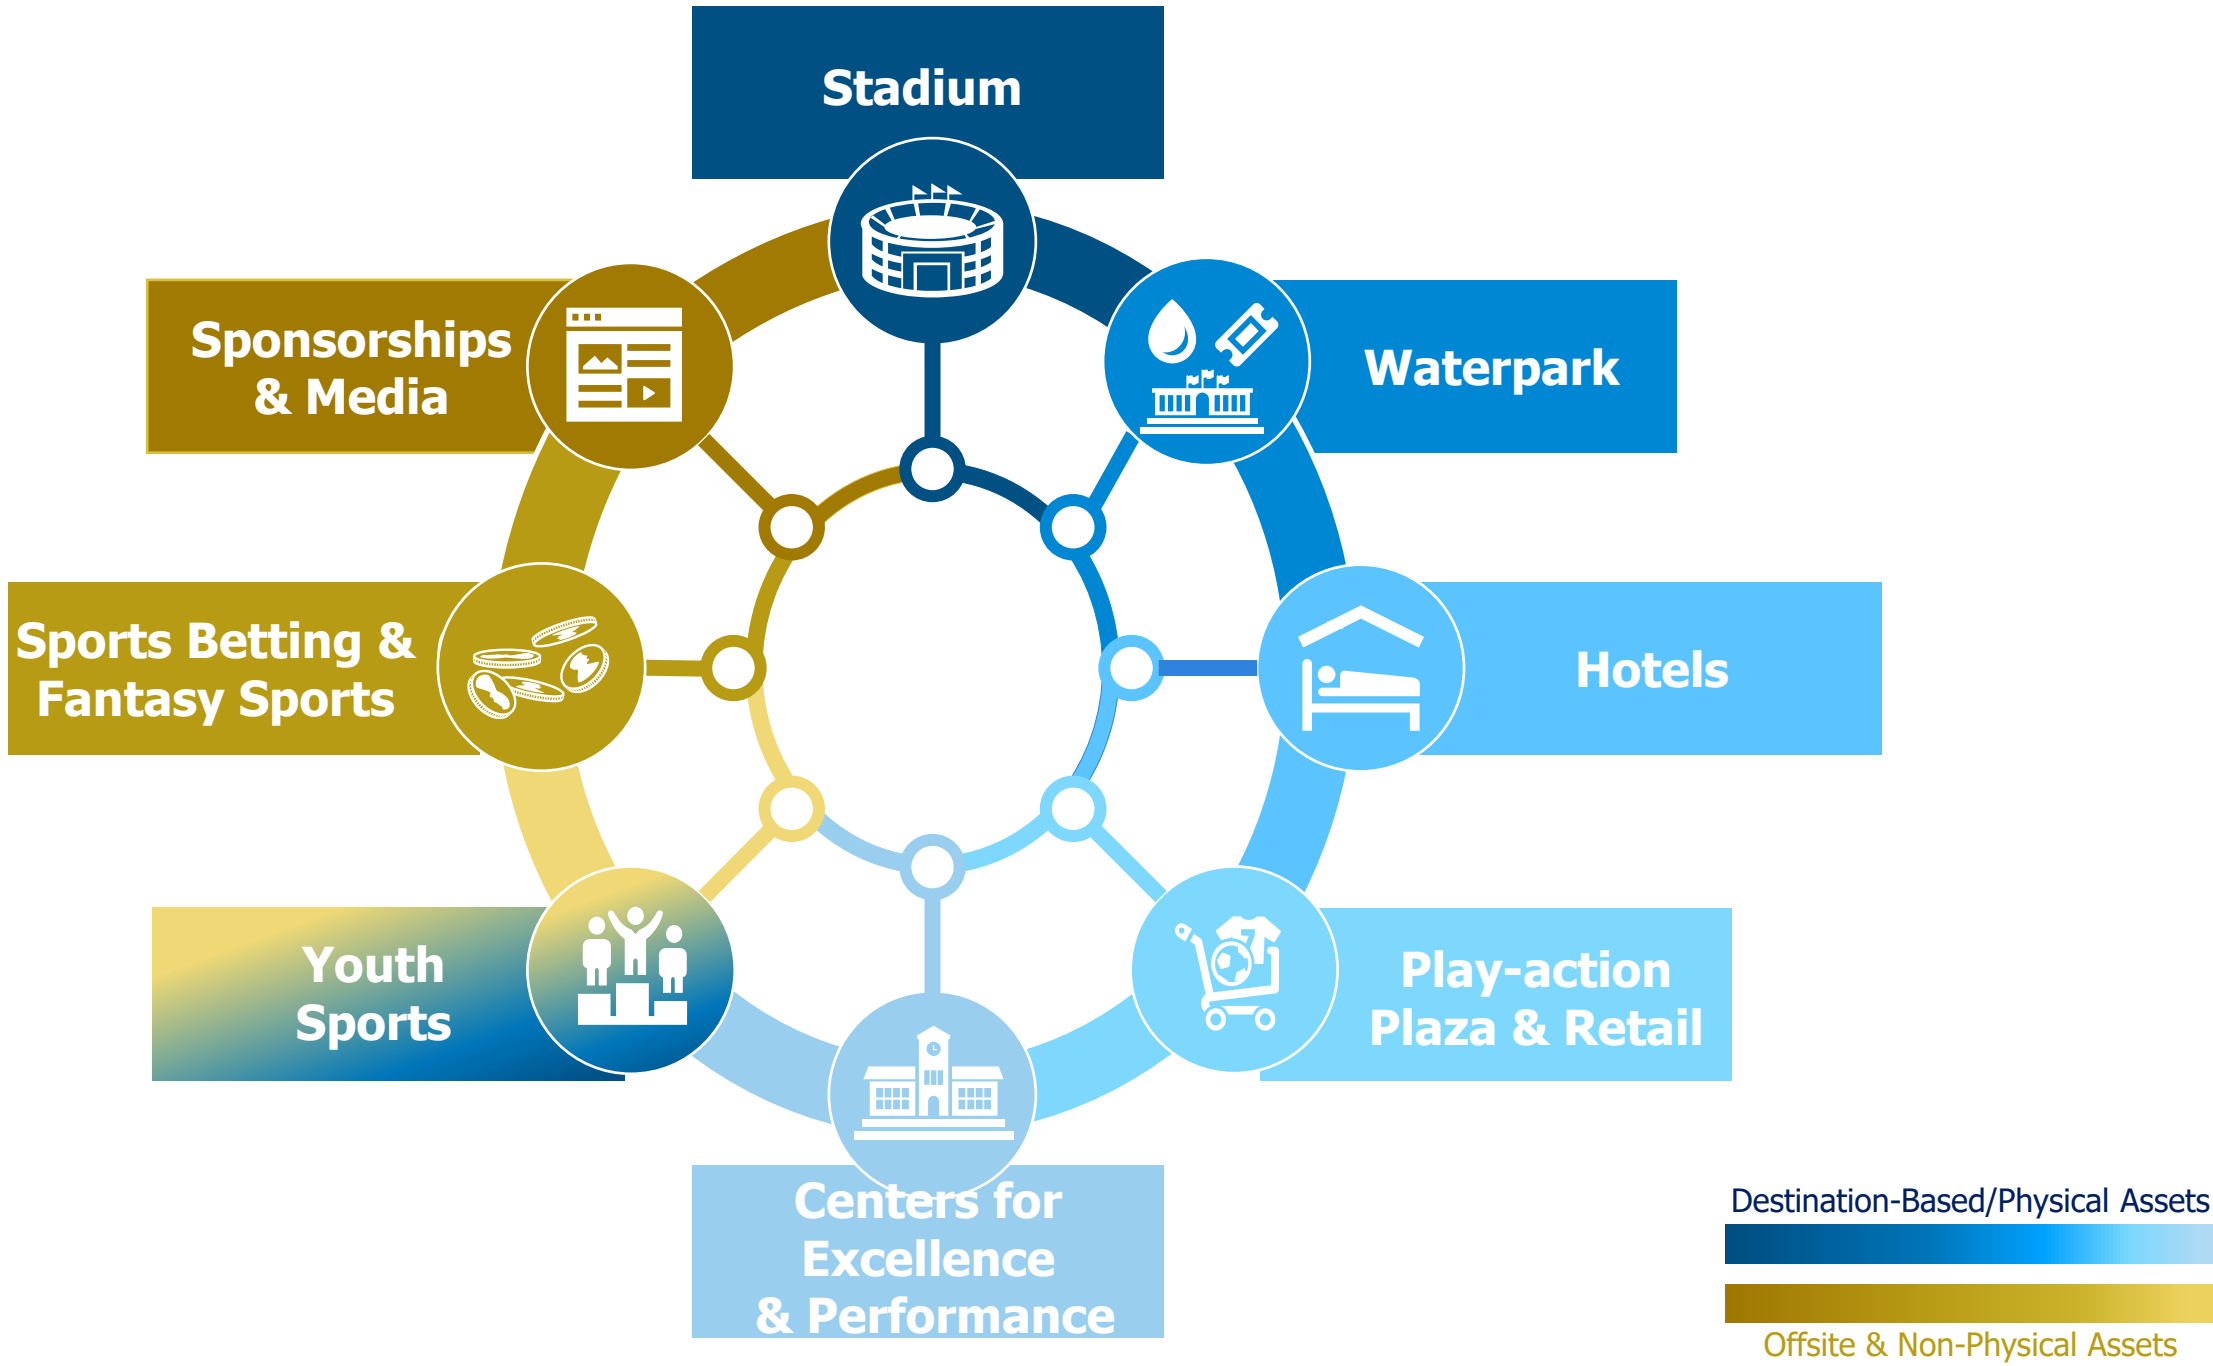 Stadium
Sponsorships
& Media
Waterpark
Sports Betting &
Fantasy Sports
Hotels
Youth
Sports
Play-action
Plaza & Retail
Centers for
Excellence
& Performance
Destination-Based/Physical Assets
Offsite & Non-Physical Assets